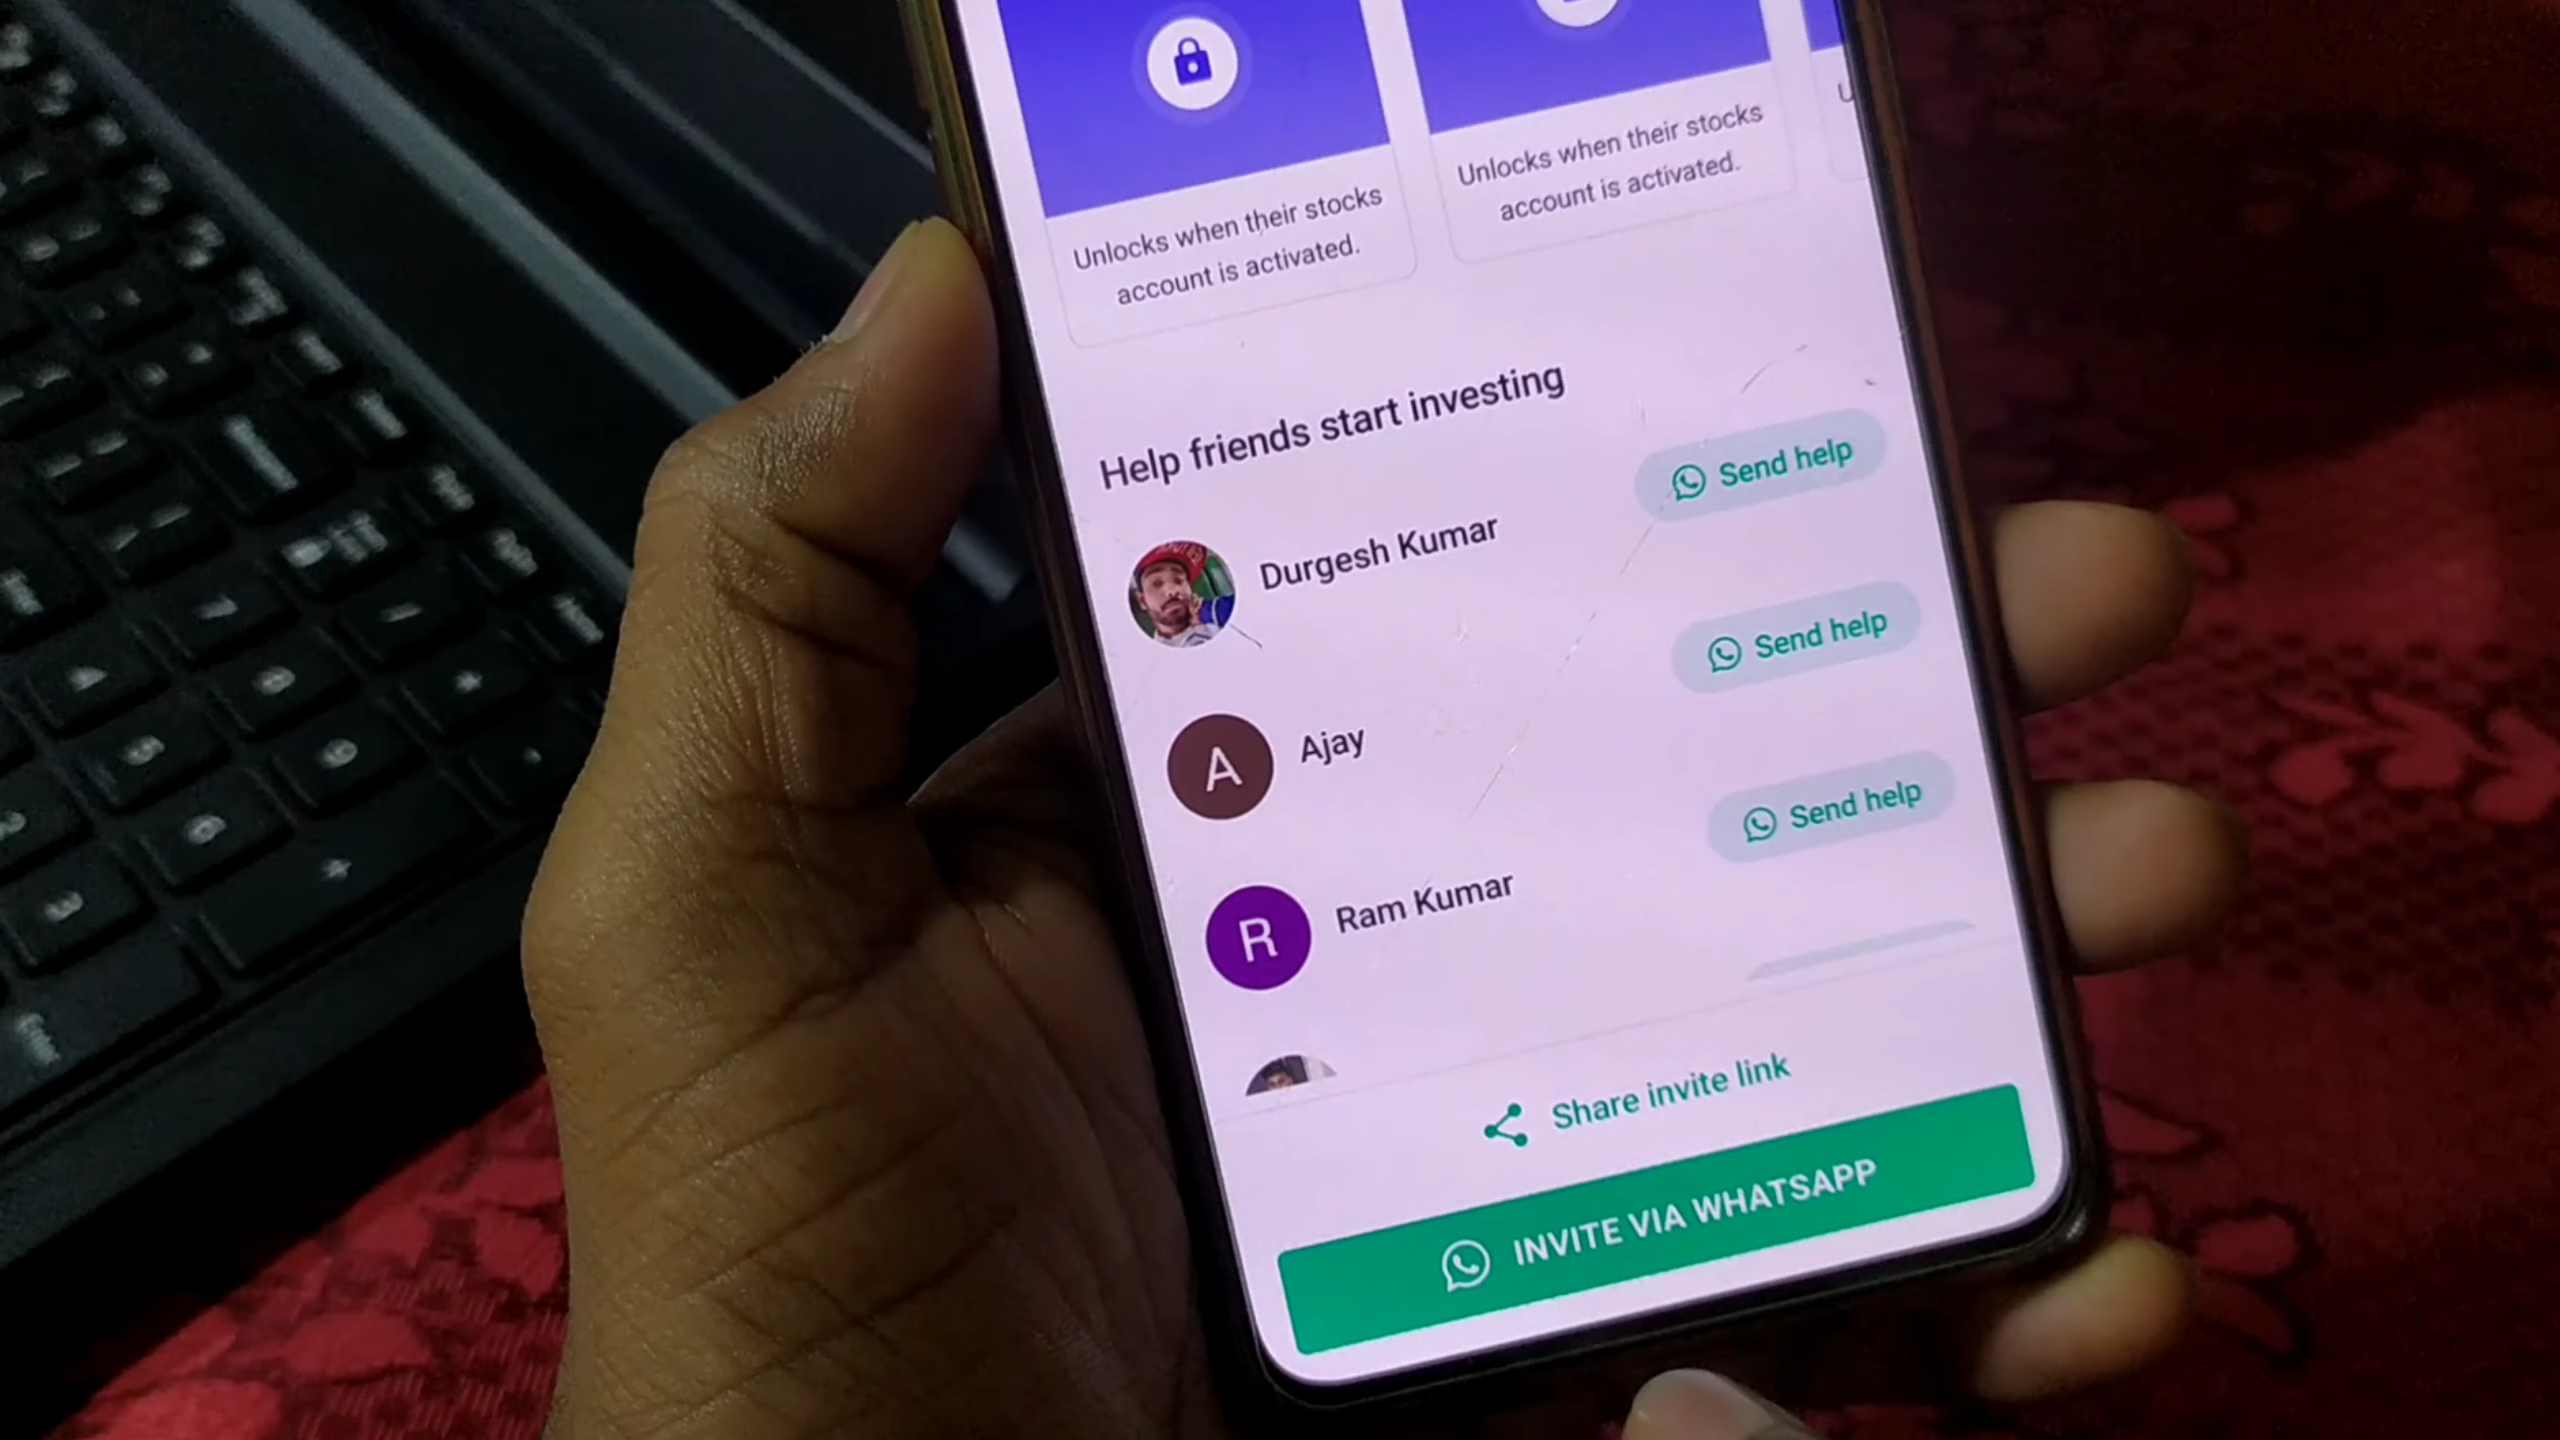 Unlocks when their stocks
account is activated.
Unlocks when their stocks
account is activated.
U
Help friends start investing
Durgesh Kumar
Send help
A
Ajay
Send help
R
Ram Kumar
Send help
Share invite link
INVITE VIA WHATSAPP